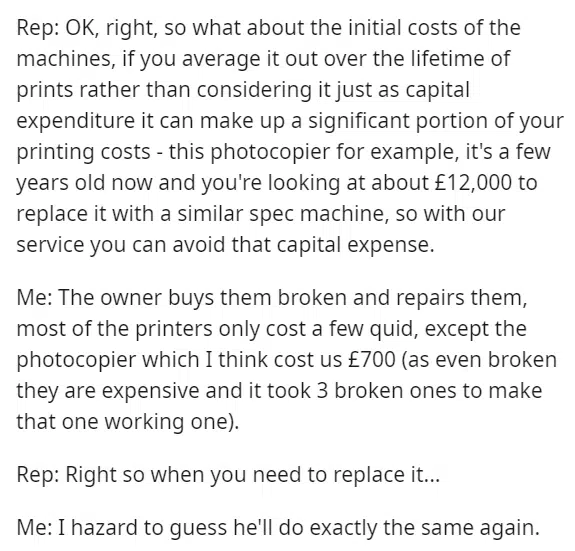 Rep: OK, right, so what about the initial costs of the
machines, if you average it out over the lifetime of
prints rather than considering it just as capital
expenditure it can make up a significant portion of your
printing costs - this photocopier for example, it's a few
years old now and you're looking at about £12,000 to
replace it with a similar spec machine, so with our
service you can avoid that capital expense.
Me: The owner buys them broken and repairs them,
most of the printers only cost a few quid, except the
photocopier which I think cost us £700 (as even broken
they are expensive and it took 3 broken ones to make
that one working one).
Rep: Right so when you need to replace it...
Me: I hazard to guess he'll do exactly the same again.